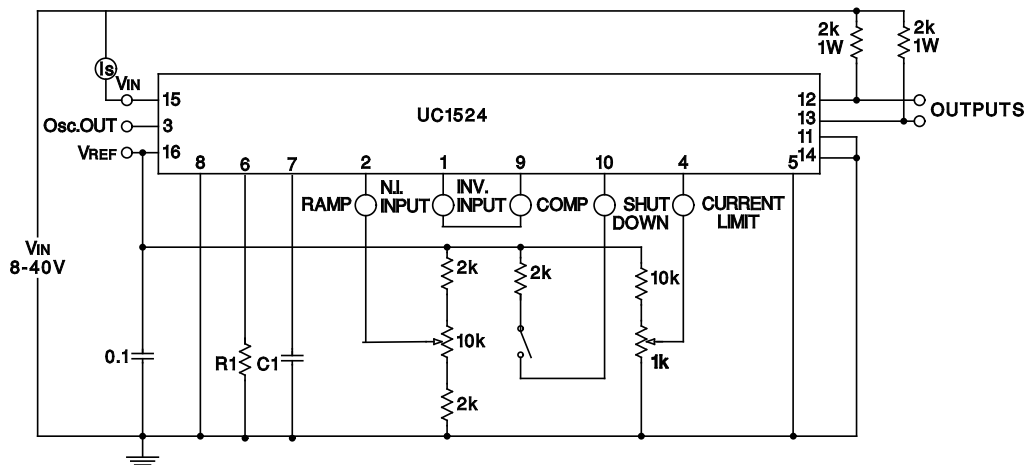 2k
1W
2k
1W
Is
VIN
15
12
OUTPUTS
UC1524
Osc.OUT
3
13
VREF
16
11
14
8
6
7
2
1
9
10
4
5
RAMP
N.I.
INPUT
INV.
INPUT
COMP
SHUT
DOWN
CURRENT
LIMIT
VIN
8-40V
2k
2k
10k
10k
1k
0.1
R1
C1
2k